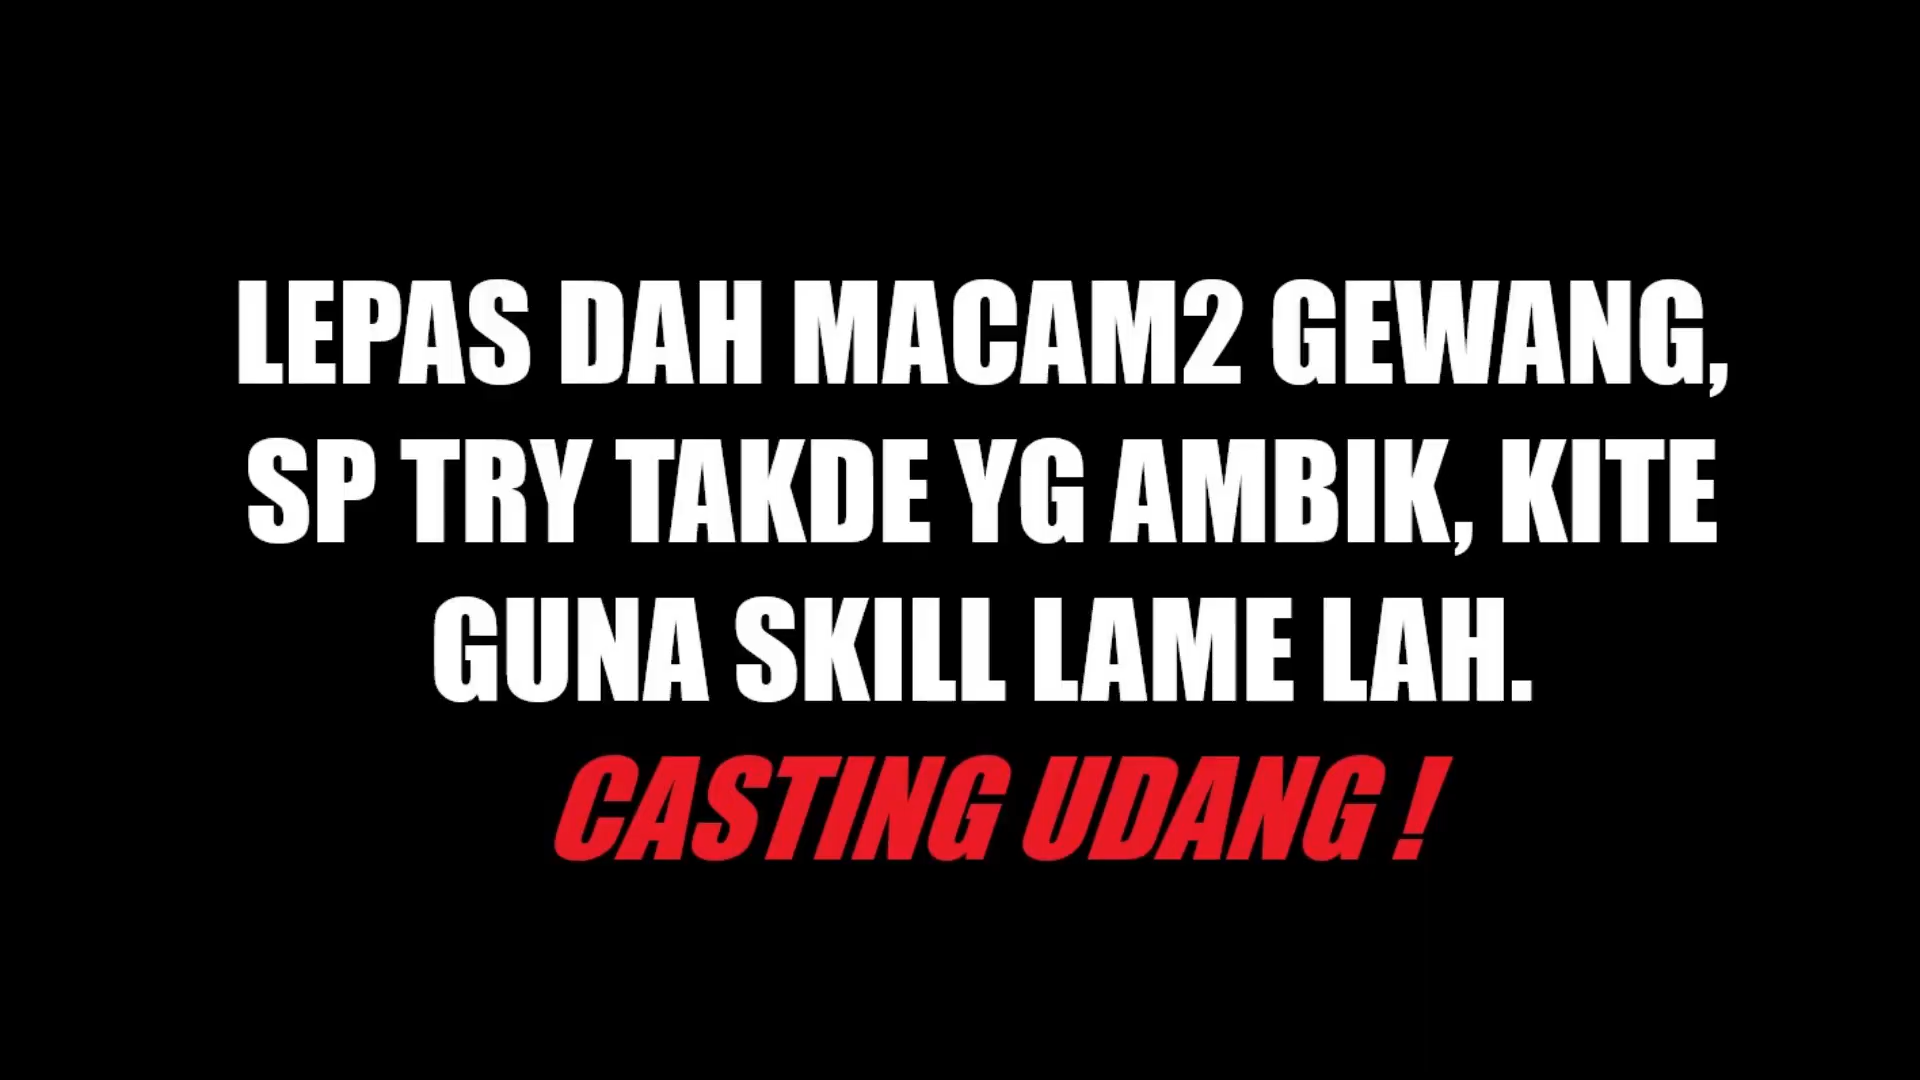 LEPAS DAH MACAM2 GEWANG,
SP TRY TAKDE YG AMBIK, KITE
GUNA SKILL LAME LAH.
CASTING UDANG !